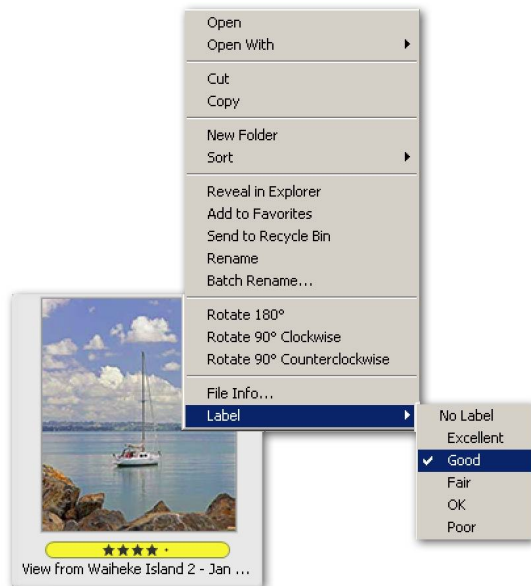 Open
Open With
Cut
Copy
New Folder
Sort
Reveal in Explorer
Add to Favorites
Send to Recycle Bin
Rename
Batch Rename...
Rotate 180°
Rotate 90° Clockwise
Rotate 90° Counterclockwise
File Info...
Label
No Label
Excellent
Good
Fair
OK
Poor
View from Waiheke Island 2 - Jan ...